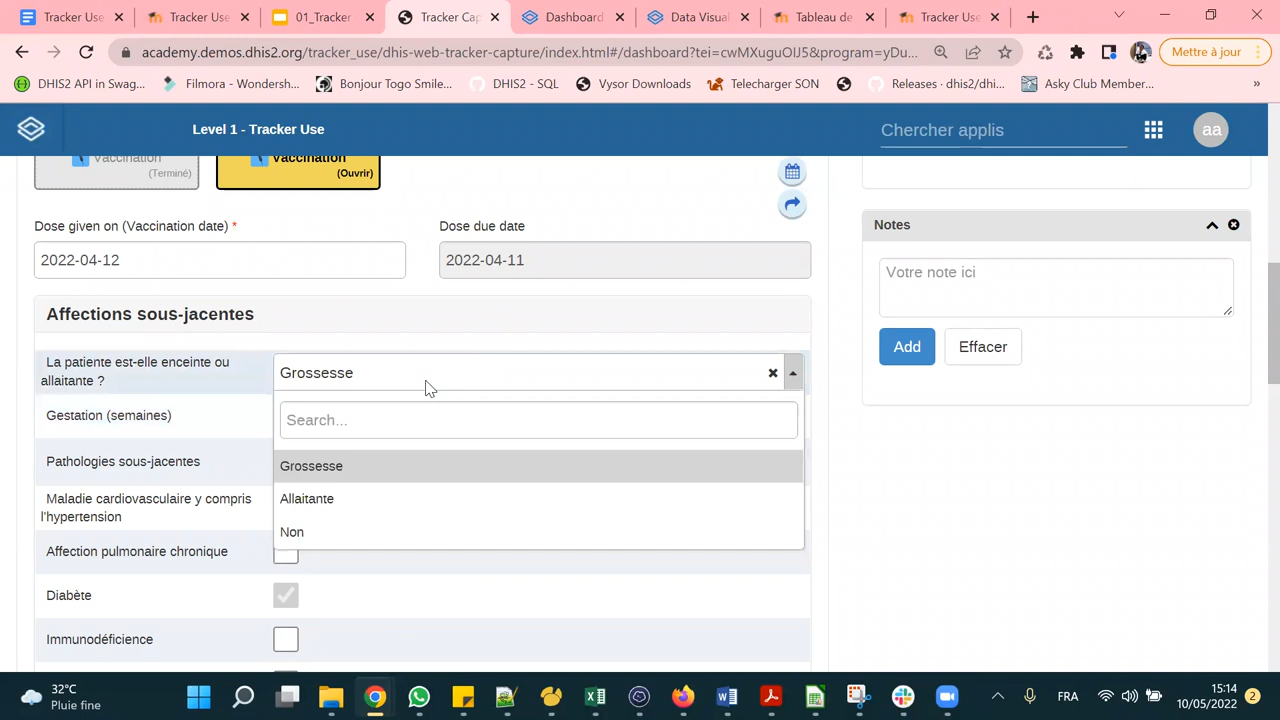 Tracker Use
Tracker Use
01_Tracker
Tracker Cap
Dashboard
Data Visual
Tableau de
Tracker Use
academy.demos.dhis2.org/tracker_use/dhis-web-tracker-capture/index.html#/dashboard?tei=cwMXuguOIJ5&program=yDu...
Mettre à jour
DHIS2 API in Swag...
Filmora - Wondersh...
Bonjour Togo Smile...
DHIS2 - SQL
Vysor Downloads
Telecharger SON
Releases · dhis2/dhi...
Asky Club Member...
»
Level 1 - Tracker Use
Chercher applis
aa
Vaccination
(Terminé)
Vaccination
(Ouvrir)
Dose given on (Vaccination date) *
Dose due date
2022-04-12
2022-04-11
Affections sous-jacentes
La patiente est-elle enceinte ou
allaitante ?
Grossesse
Search...
Grossesse
Allaitante
Non
Gestation (semaines)
Pathologies sous-jacentes
Maladie cardiovasculaire y compris
l'hypertension
Affection pulmonaire chronique
Diabète
Immunodéficience
Notes
Votre note ici
Add
Effacer
32°C
Pluie fine
FRA
15:14
10/05/2022
2